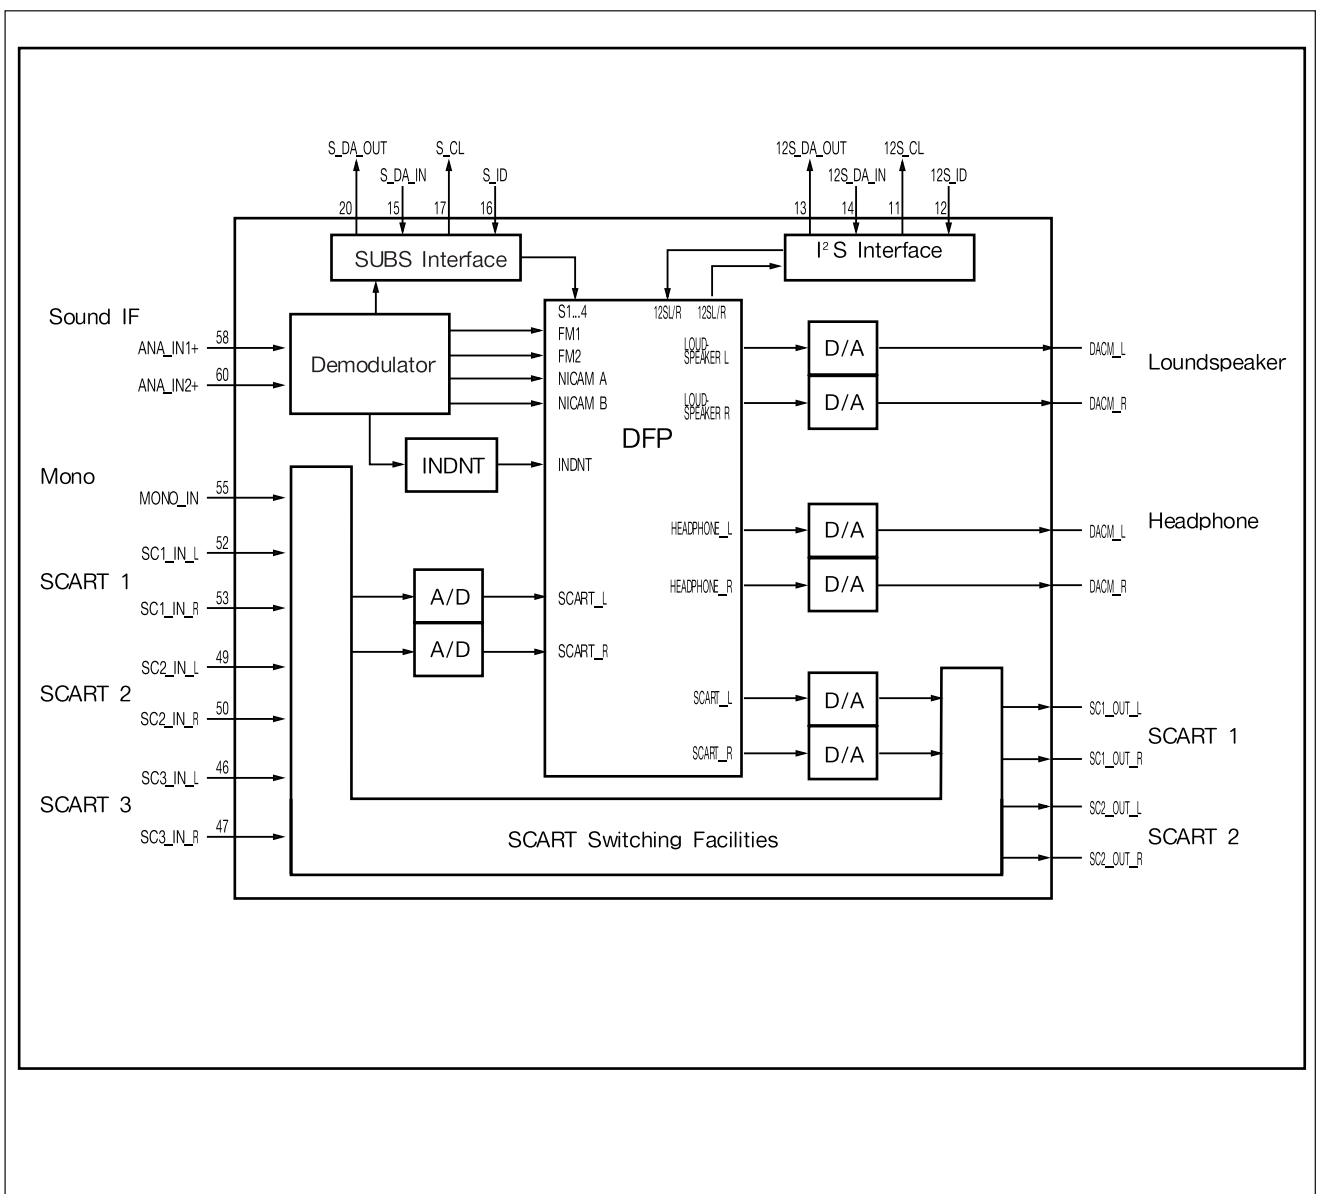 S_DA_OUT
S_CL
12S_DA_OUT
12S_CL
S_DA_IN
S_ID
12S_DA_IN
12S_ID
20
15
17
16
13
14
11
12
SUBS Interface
I² S Interface
Sound IF
58
ANA_IN1+
60
ANA_IN2+
Demodulator
S1...4
12SL/R
12SL/R
FM1
FM2
NICAM A
NICAM B
LOUD-
SPEAKER L
LOUD-
SPEAKER R
DFP
D/A
D/A
DACM_L
Loundspeaker
DACM_R
INDNT
INDNT
Mono
55
MONO_IN
52
SC1_IN_L
SCART 1
53
SC1_IN_R
49
SC2_IN_L
SCART 2
50
SC2_IN_R
46
SC3_IN_L
SCART 3
47
SC3_IN_R
A/D
A/D
SCART_L
SCART_R
HEADPHONE_L
HEADPHONE_R
D/A
D/A
DACM_L
Headphone
DACM_R
SCART_L
SCART_R
D/A
D/A
SC1_OUT_L
SCART 1
SC1_OUT_R
SC2_OUT_L
SCART 2
SC2_OUT_R
SCART Switching Facilities